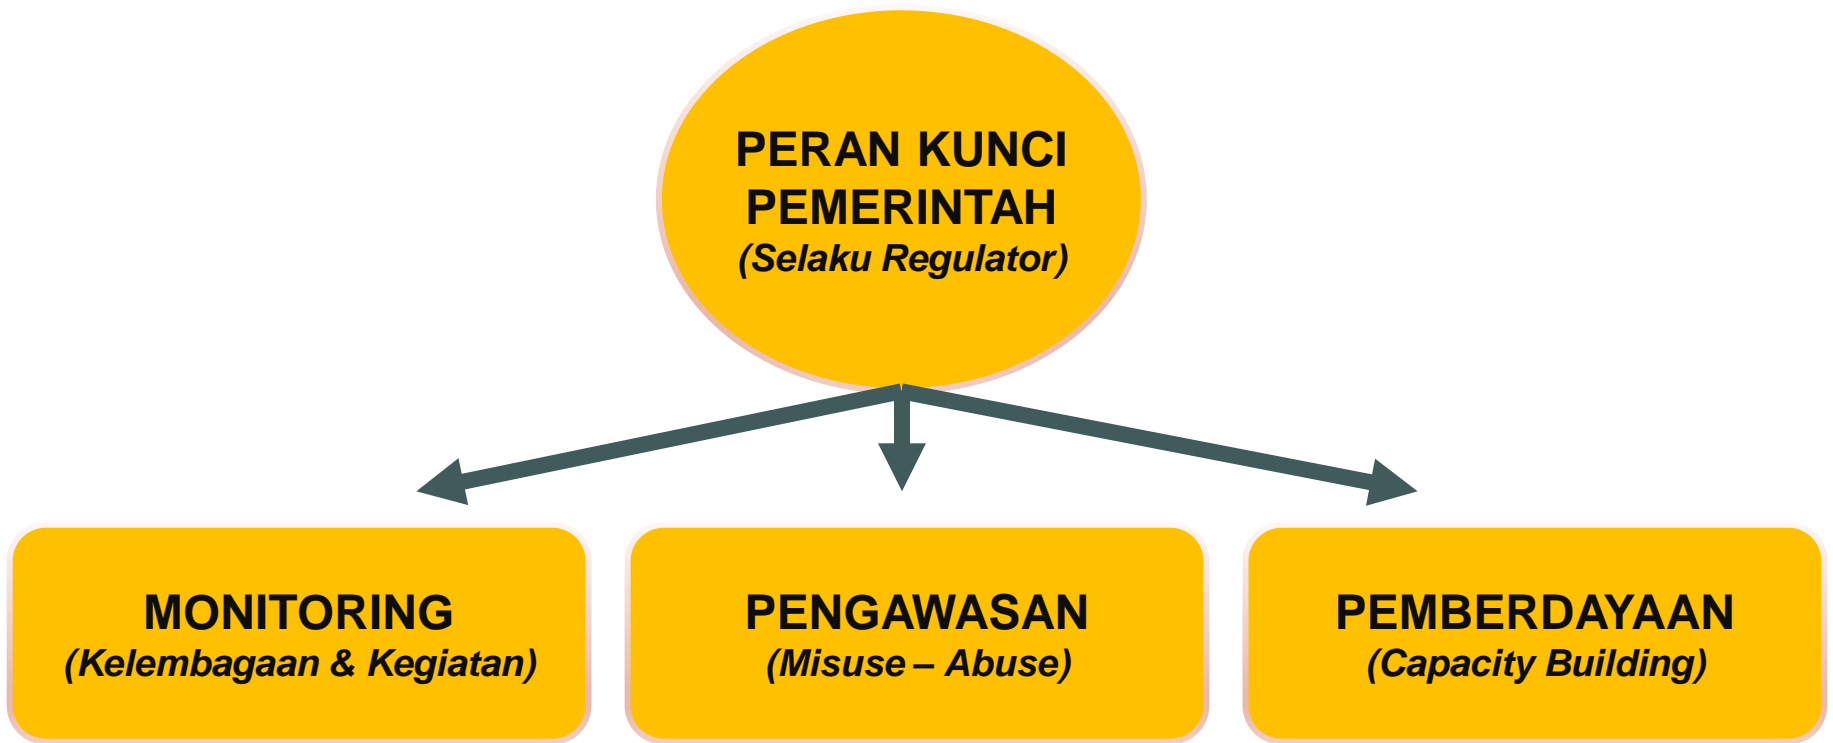 PERAN KUNCI
PEMERINTAH
(Selaku Regulator)
MONITORING
(Kelembagaan & Kegiatan)
PENGAWASAN
(Misuse – Abuse)
PEMBERDAYAAN
(Capacity Building)